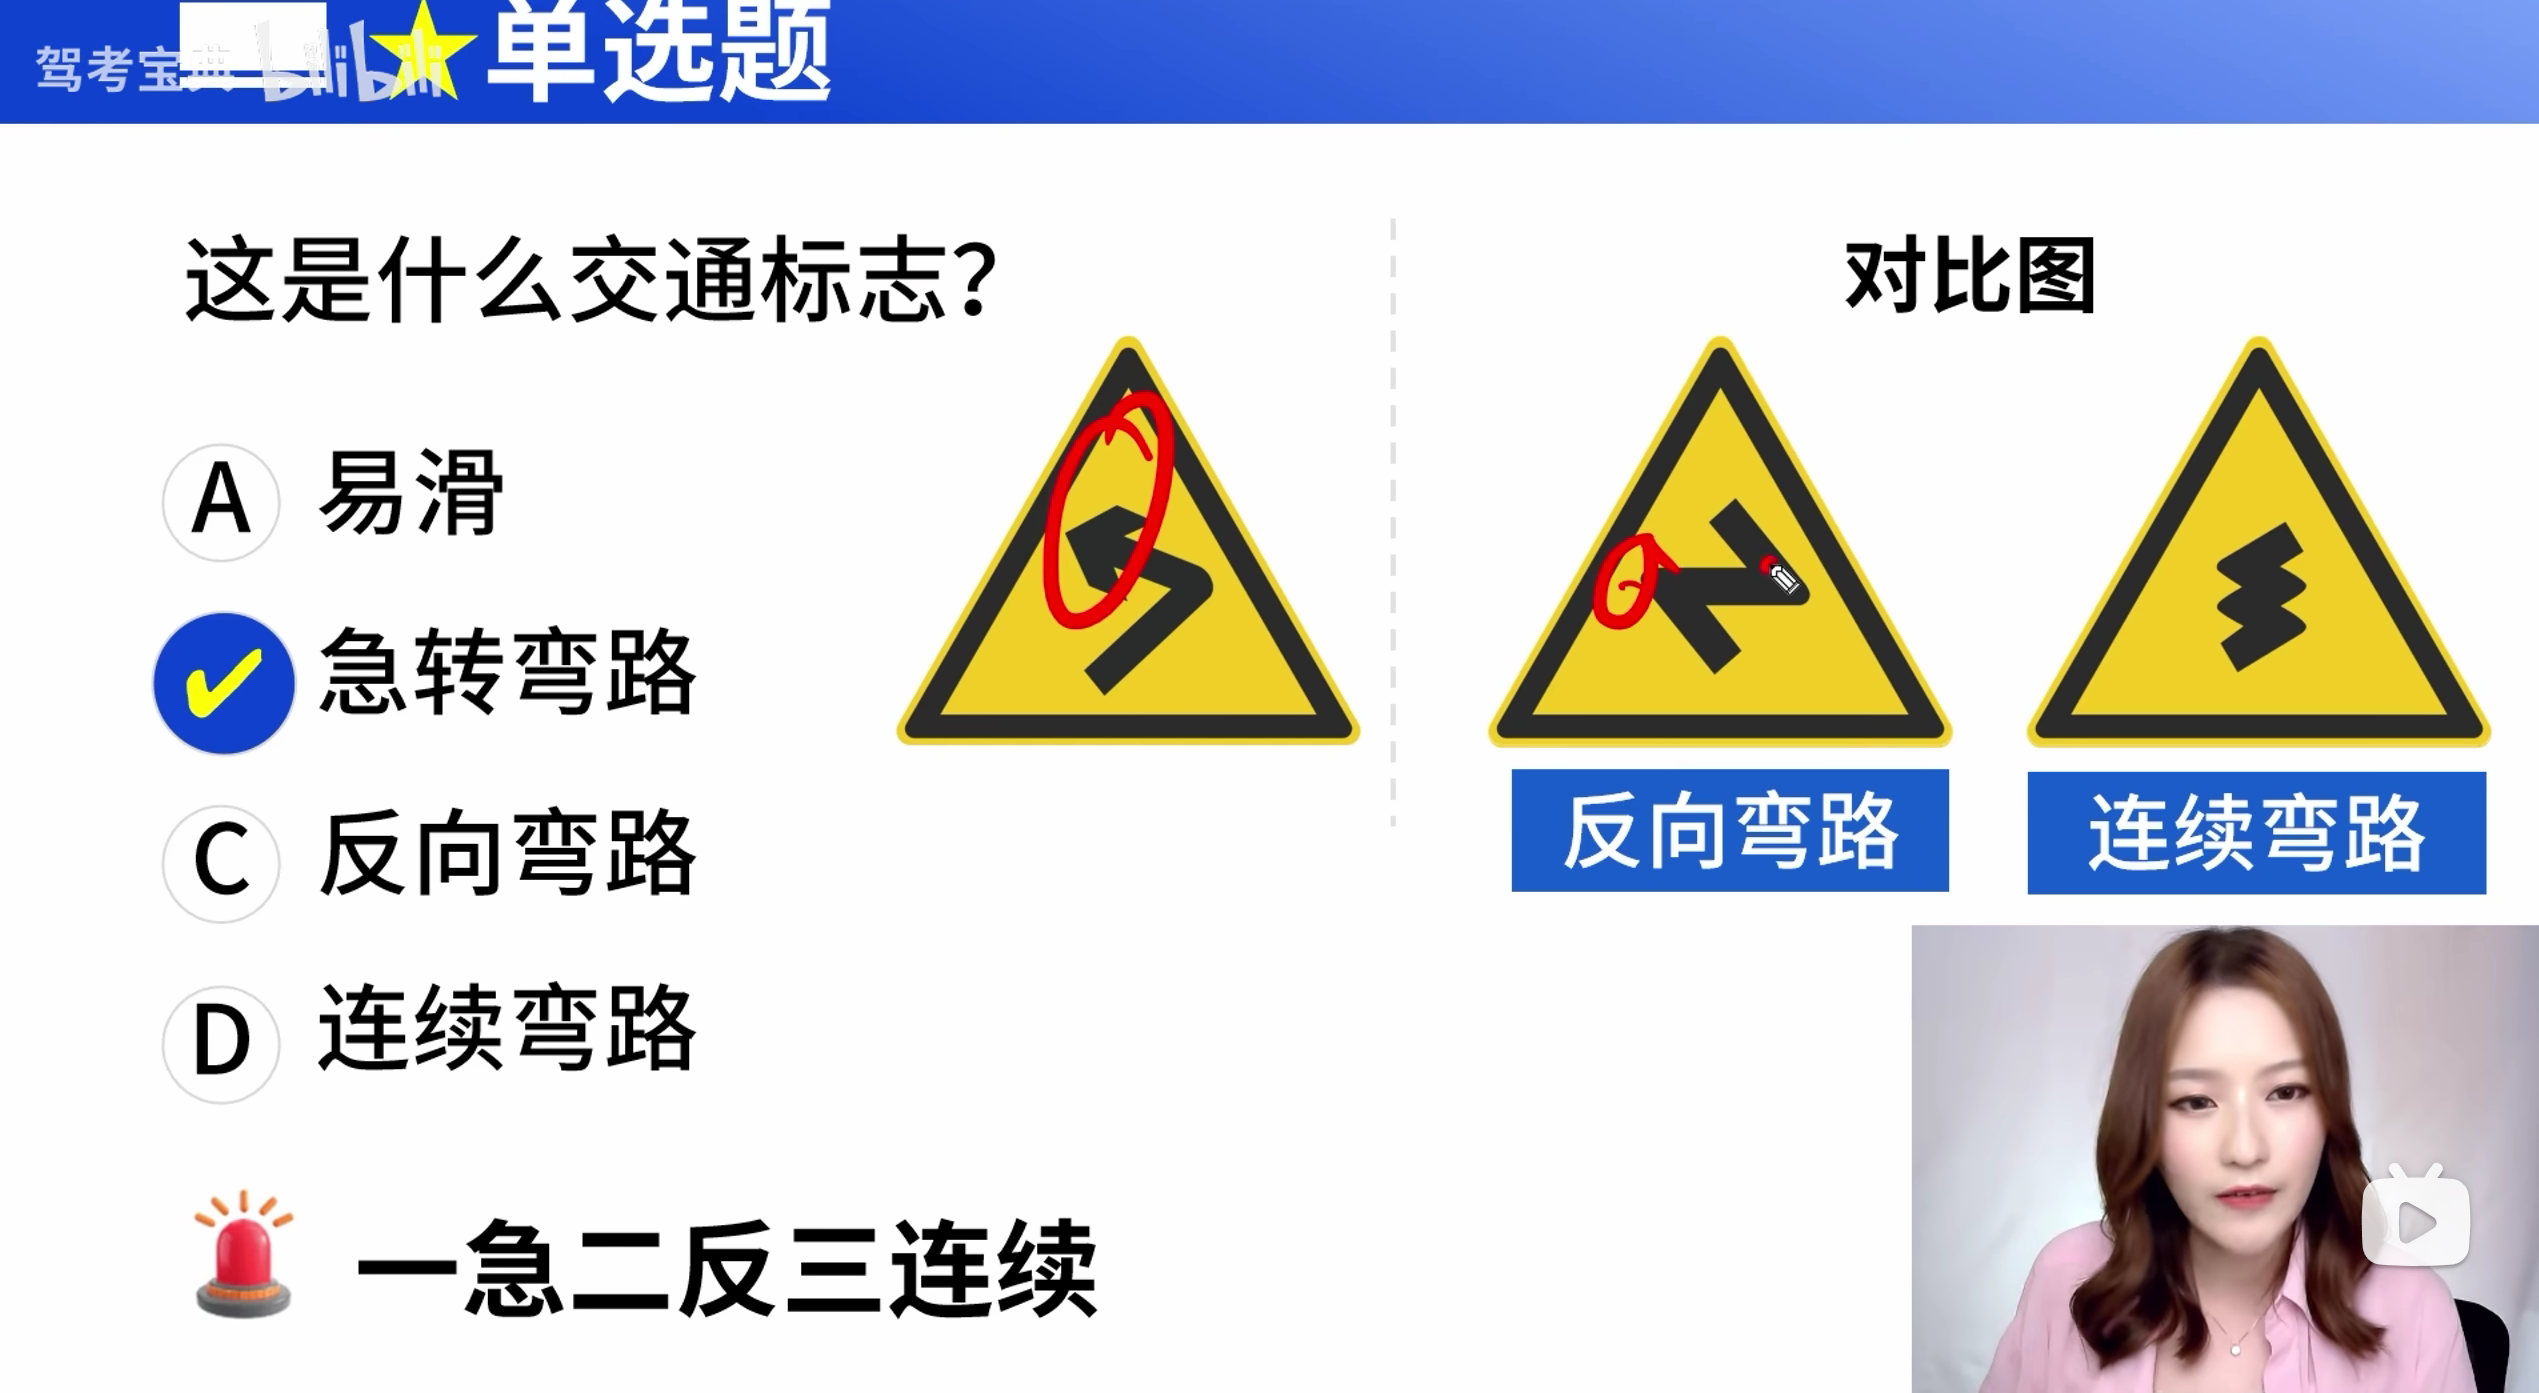 驾考宝典 bilibili
单选题
这是什么交通标志?
对比图
A 易滑
急转弯路
C 反向弯路
D 连续弯路
反向弯路
连续弯路
一急二反三连续